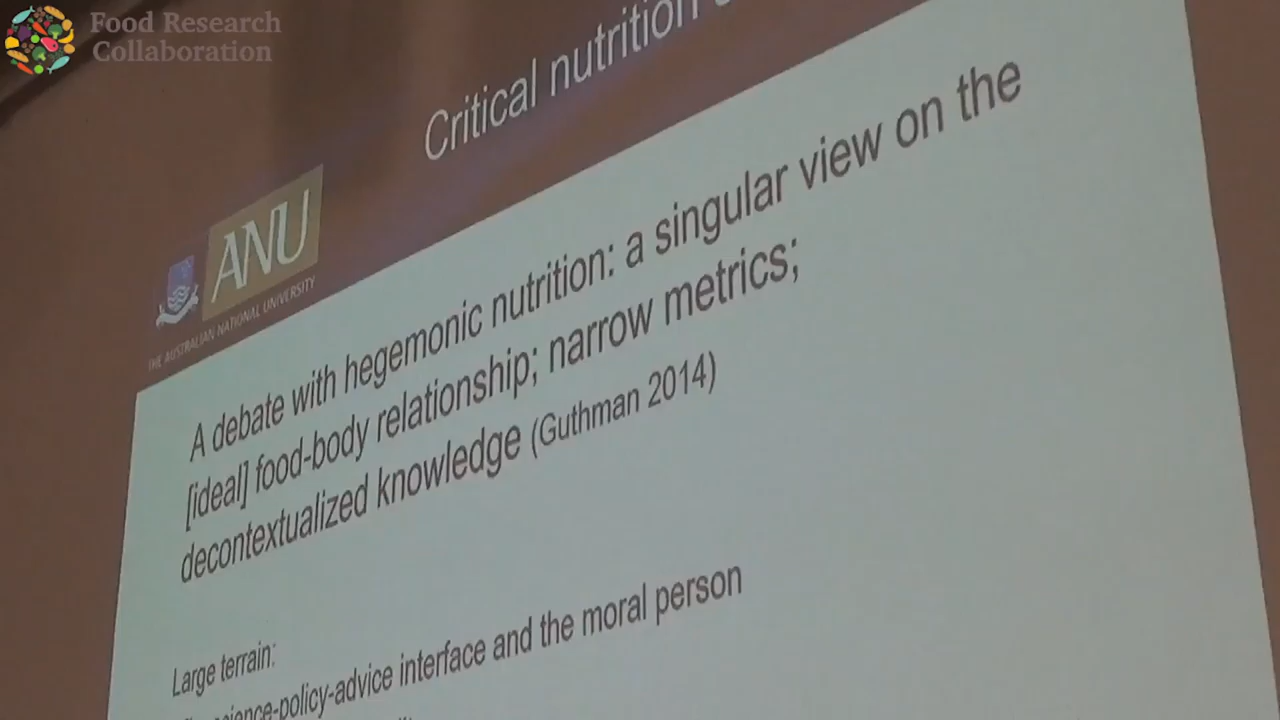 Food Research
Collaboration
Critical nutrition
ANU
THE AUSTRALIAN NATIONAL UNIVERSITY
A debate with hegemonic nutrition: a singular view on the
[ideal] food-body relationship; narrow metrics;
decontextualized knowledge (Guthman 2014)
Large terrain:
science-policy-advice interface and the moral person